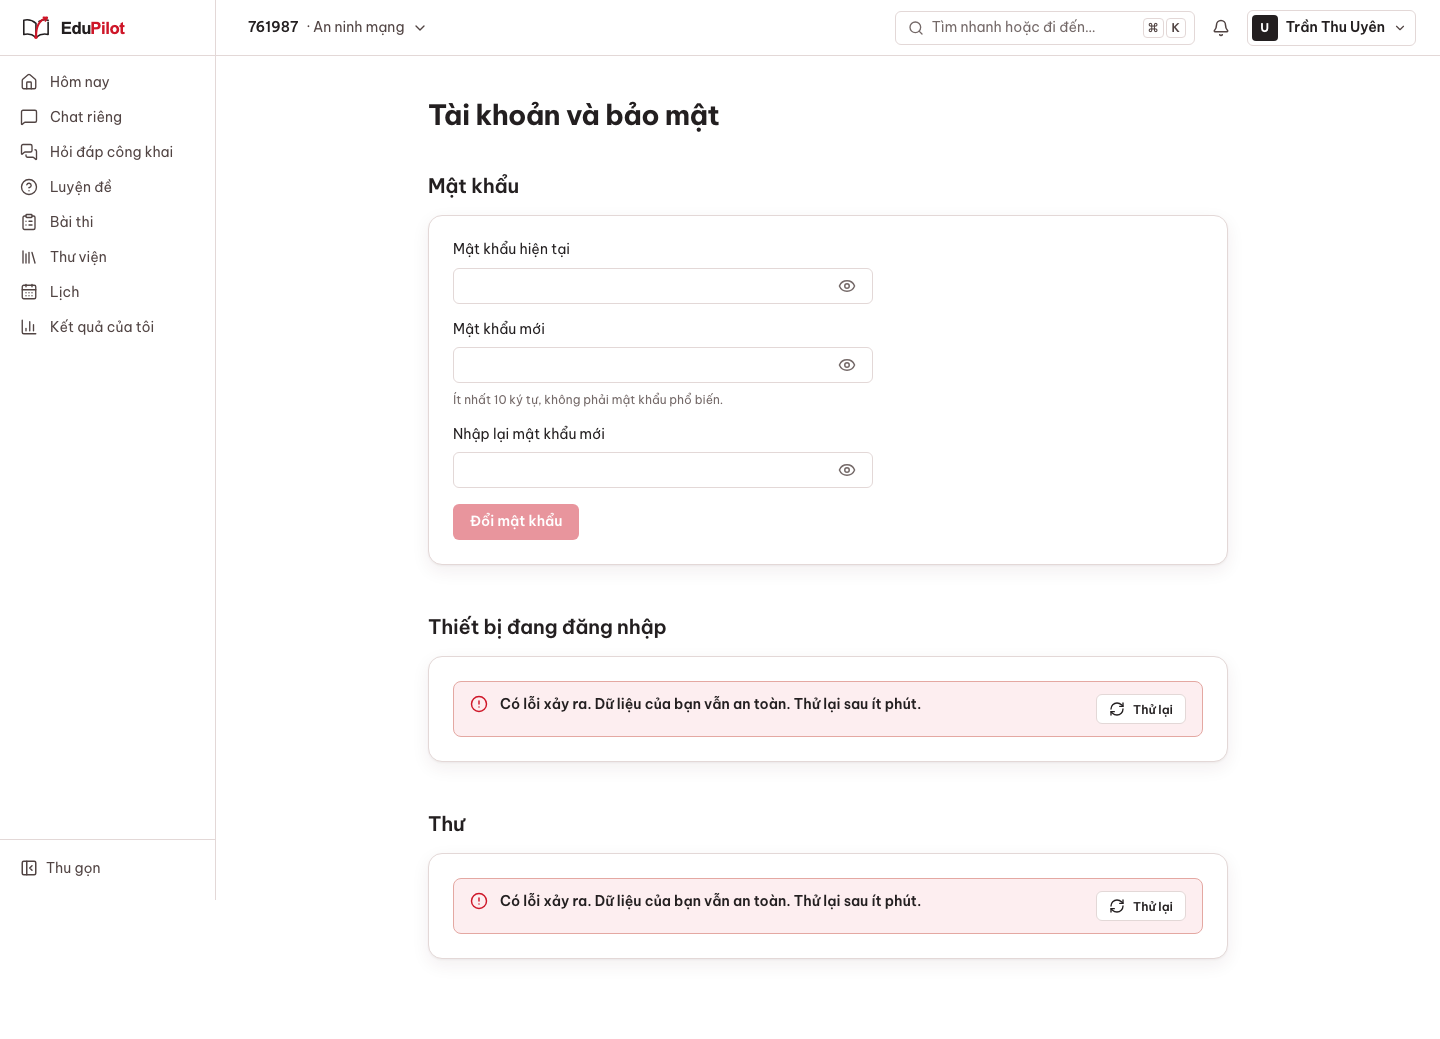 EduPilot
761987 · An ninh mạng
Tìm nhanh hoặc đi đến...
⌘ K
U
Trần Thu Uyên
Hôm nay
Chat riêng
Hỏi đáp công khai
Luyện đề
Bài thi
Thư viện
Lịch
Kết quả của tôi
Thu gọn
Tài khoản và bảo mật
Mật khẩu
Mật khẩu hiện tại
Mật khẩu mới
Ít nhất 10 ký tự, không phải mật khẩu phổ biến.
Nhập lại mật khẩu mới
Đổi mật khẩu
Thiết bị đang đăng nhập
Có lỗi xảy ra. Dữ liệu của bạn vẫn an toàn. Thử lại sau ít phút.
Thử lại
Thư
Có lỗi xảy ra. Dữ liệu của bạn vẫn an toàn. Thử lại sau ít phút.
Thử lại